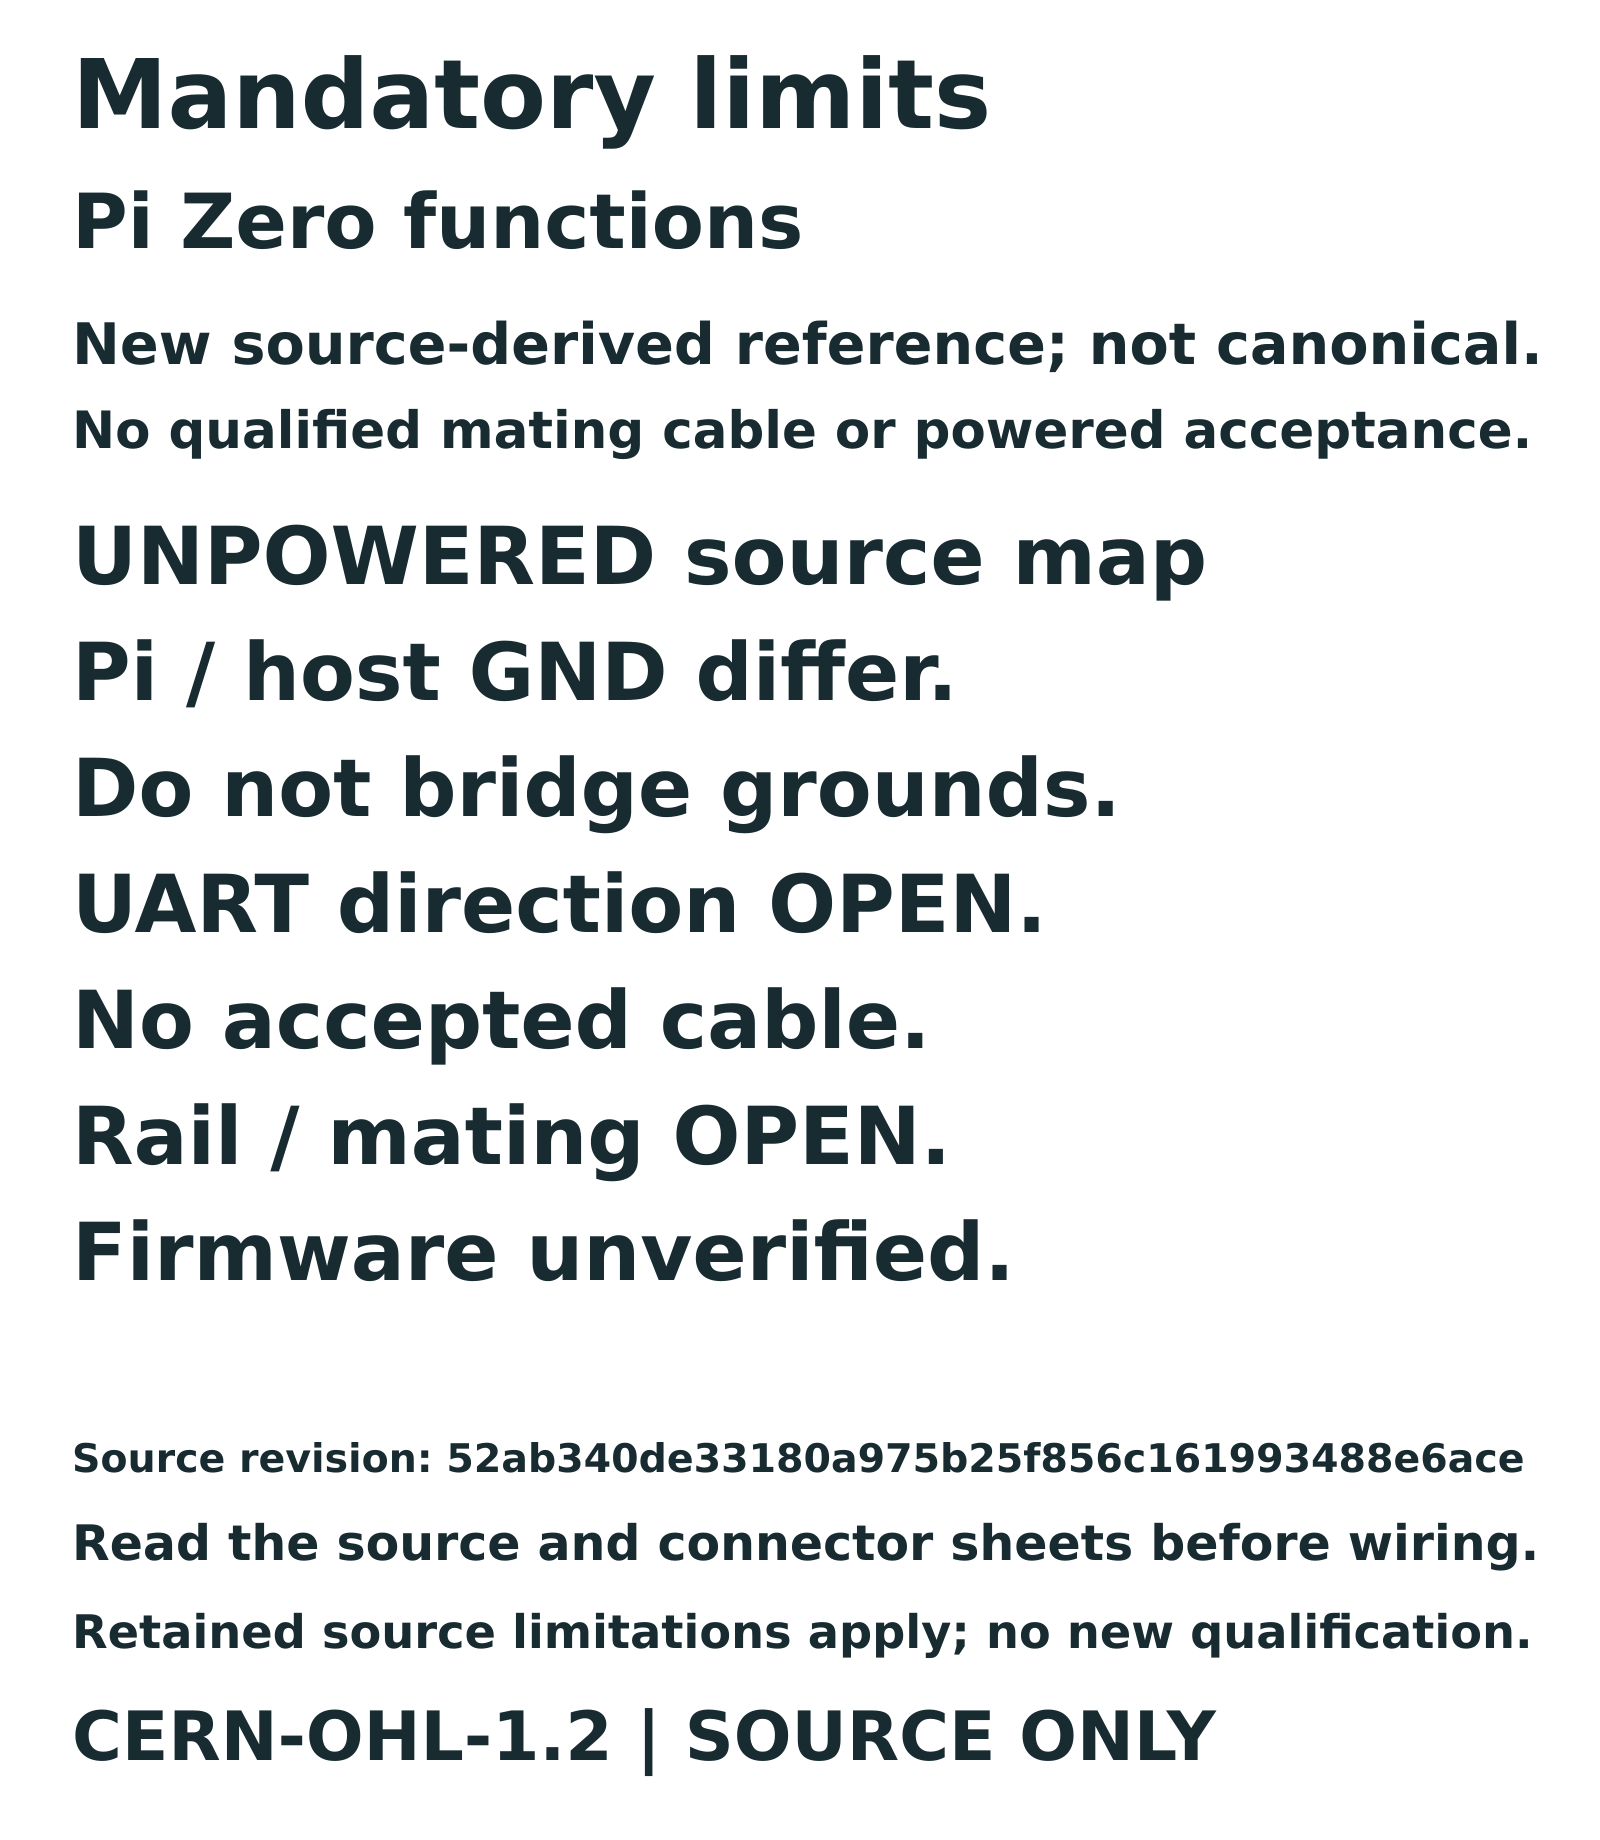 Mandatory limits
Pi Zero functions
New source-derived reference; not canonical.
No qualified mating cable or powered acceptance.
UNPOWERED source map
Pi / host GND differ.
Do not bridge grounds.
UART direction OPEN.
No accepted cable.
Rail / mating OPEN.
Firmware unverified.
Source revision: 52ab340de33180a975b25f856c161993488e6ace
Read the source and connector sheets before wiring.
Retained source limitations apply; no new qualification.
CERN-OHL-1.2 | SOURCE ONLY